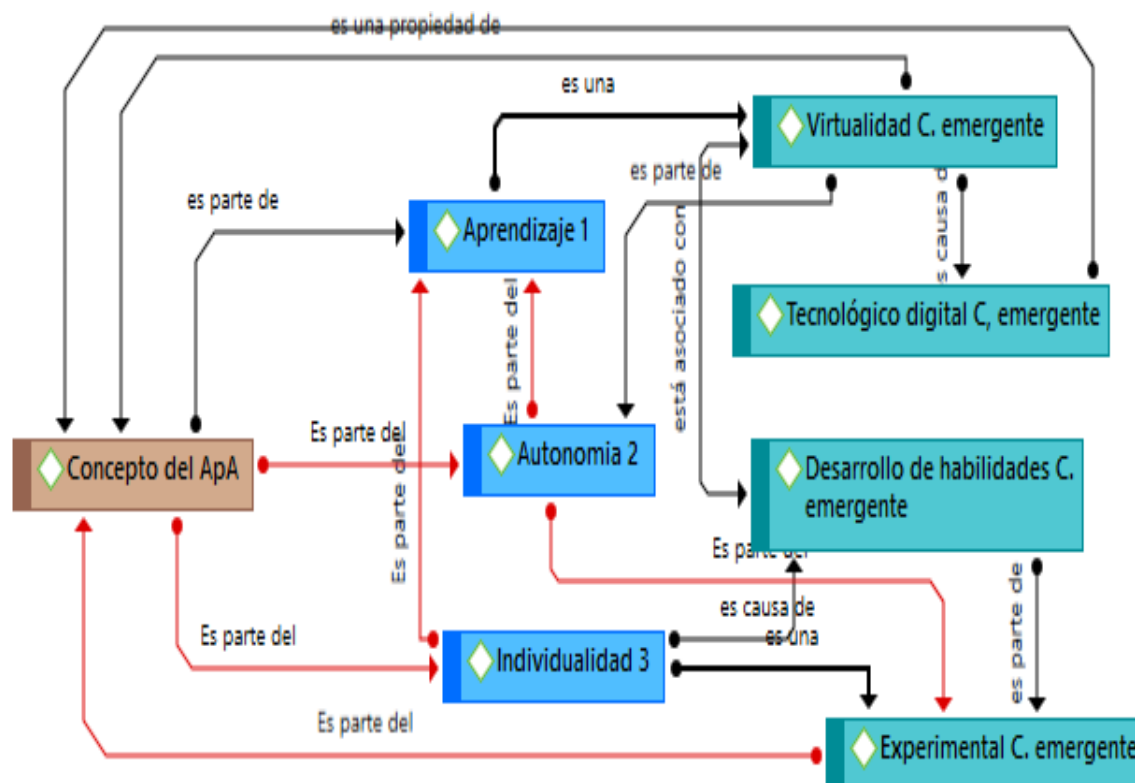 es una propiedad de
es una
Virtualidad C. emergente
es parte de
es parte de
Aprendizaje 1
está asociado con
es causa d
Tecnológico digital C, emergente
Es parte del
Es parte del
Concepto del ApA
Autonomia 2
Desarrollo de habilidades C.
emergente
Es parte del
Es parte del
es causa de
es una
es parte de
Es parte del
Individualidad 3
Es parte del
Experimental C. emergente